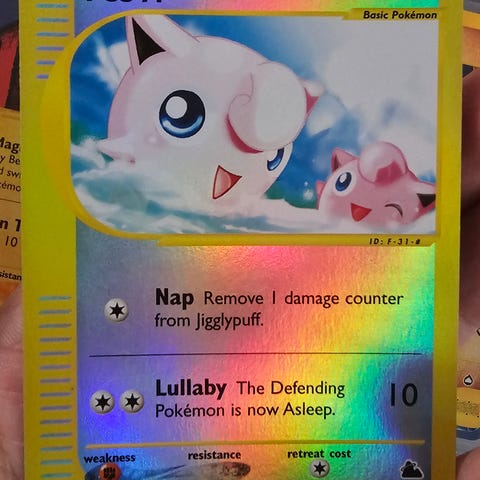 Basic Pokémon
ID: F-31-#
Nap Remove 1 damage counter
from Jigglypuff.
Lullaby The Defending 10
Pokémon is now Asleep.
weakness resistance retreat cost
10